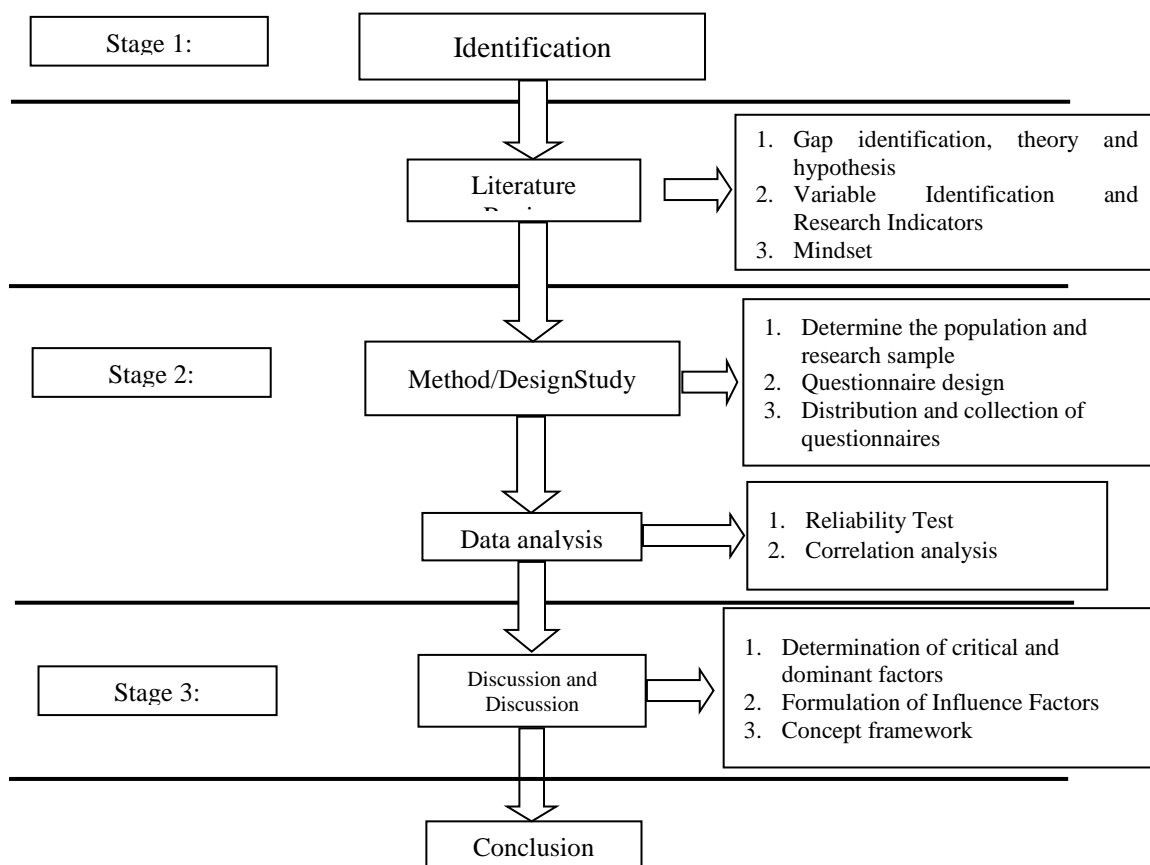 Stage 1:
Identification
Literature
1. Gap identification, theory and
hypothesis
2. Variable Identification and
Research Indicators
3. Mindset
Stage 2:
Method/DesignStudy
1. Determine the population and
research sample
2. Questionnaire design
3. Distribution and collection of
questionnaires
Data analysis
1. Reliability Test
2. Correlation analysis
Stage 3:
Discussion and
Discussion
1. Determination of critical and
dominant factors
2. Formulation of Influence Factors
3. Concept framework
Conclusion